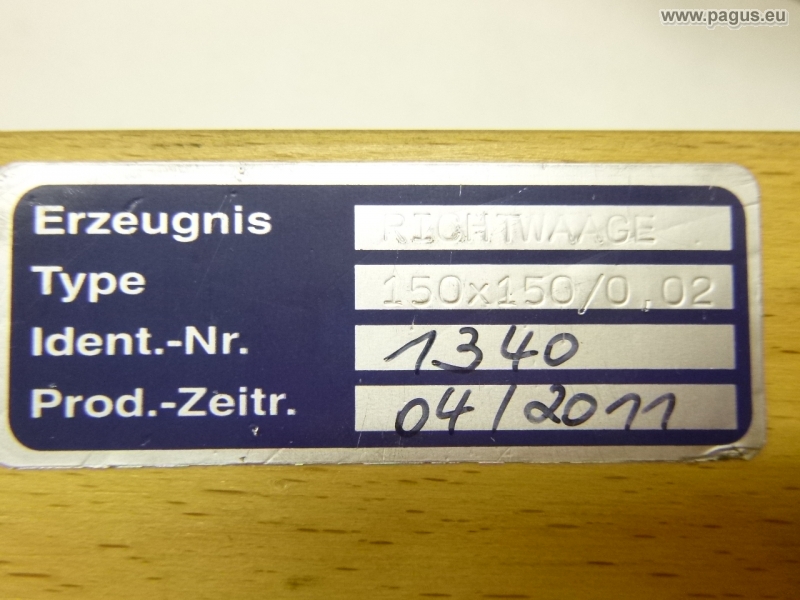 www.pagus.eu
Erzeugnis RICHTWAAGE
Type 150x150/0,02
Ident.-Nr. 1340
Prod.-Zeitr. 04/2011